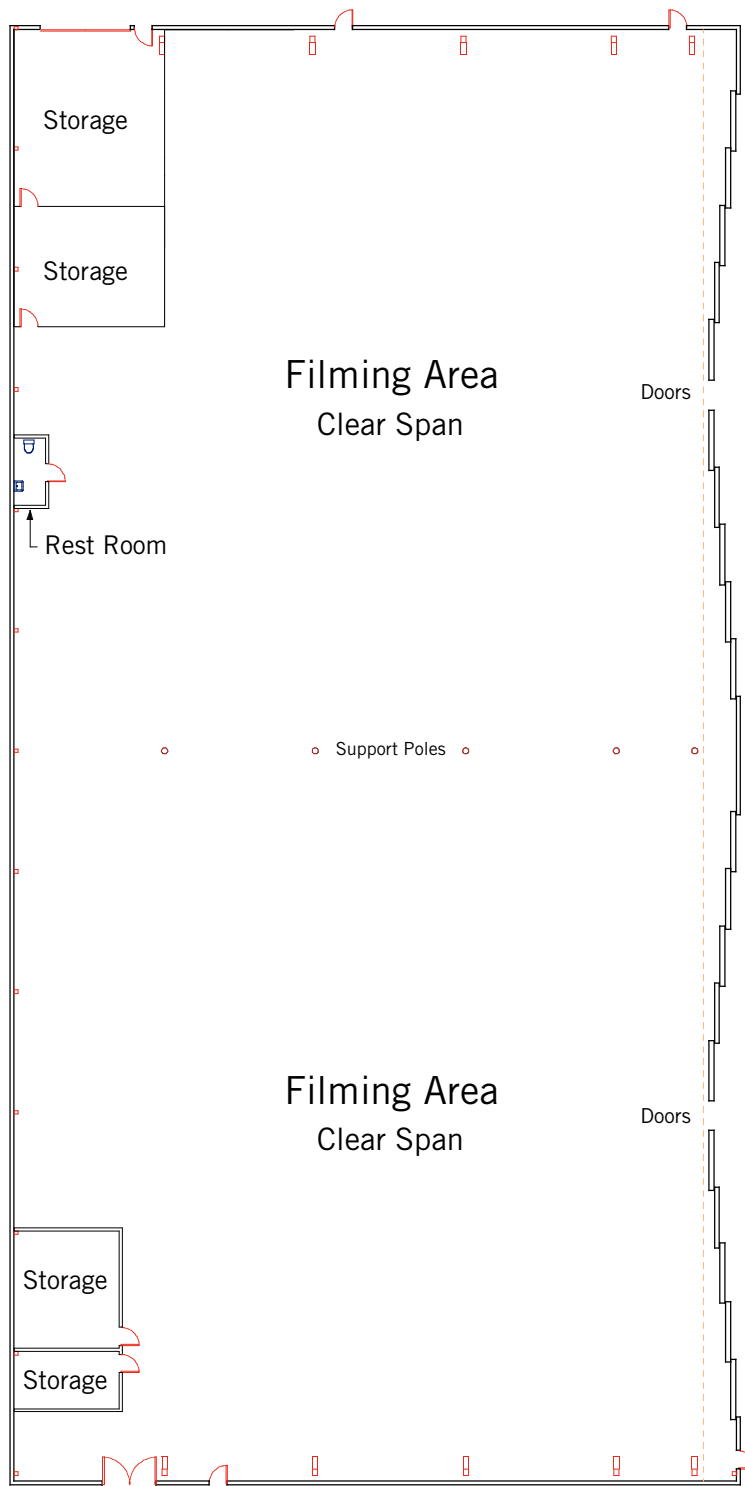 Storage
Storage
Filming Area
Clear Span
Doors
Rest Room
Support Poles
Filming Area
Clear Span
Doors
Storage
Storage